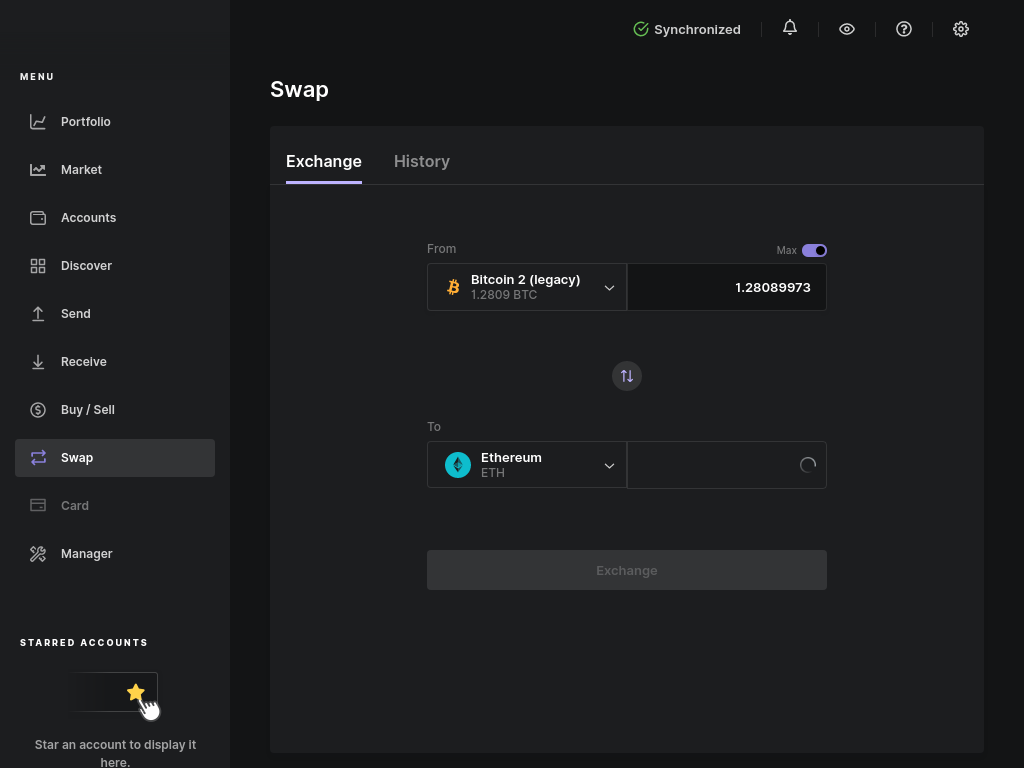 Synchronized
MENU
Portfolio
Market
Accounts
Discover
Send
Receive
Buy / Sell
Swap
Card
Manager
STARRED ACCOUNTS
Star an account to display it
here.
Swap
Exchange
History
From
Max
Bitcoin 2 (legacy)
1.2809 BTC
1.28089973
To
Ethereum
ETH
Exchange